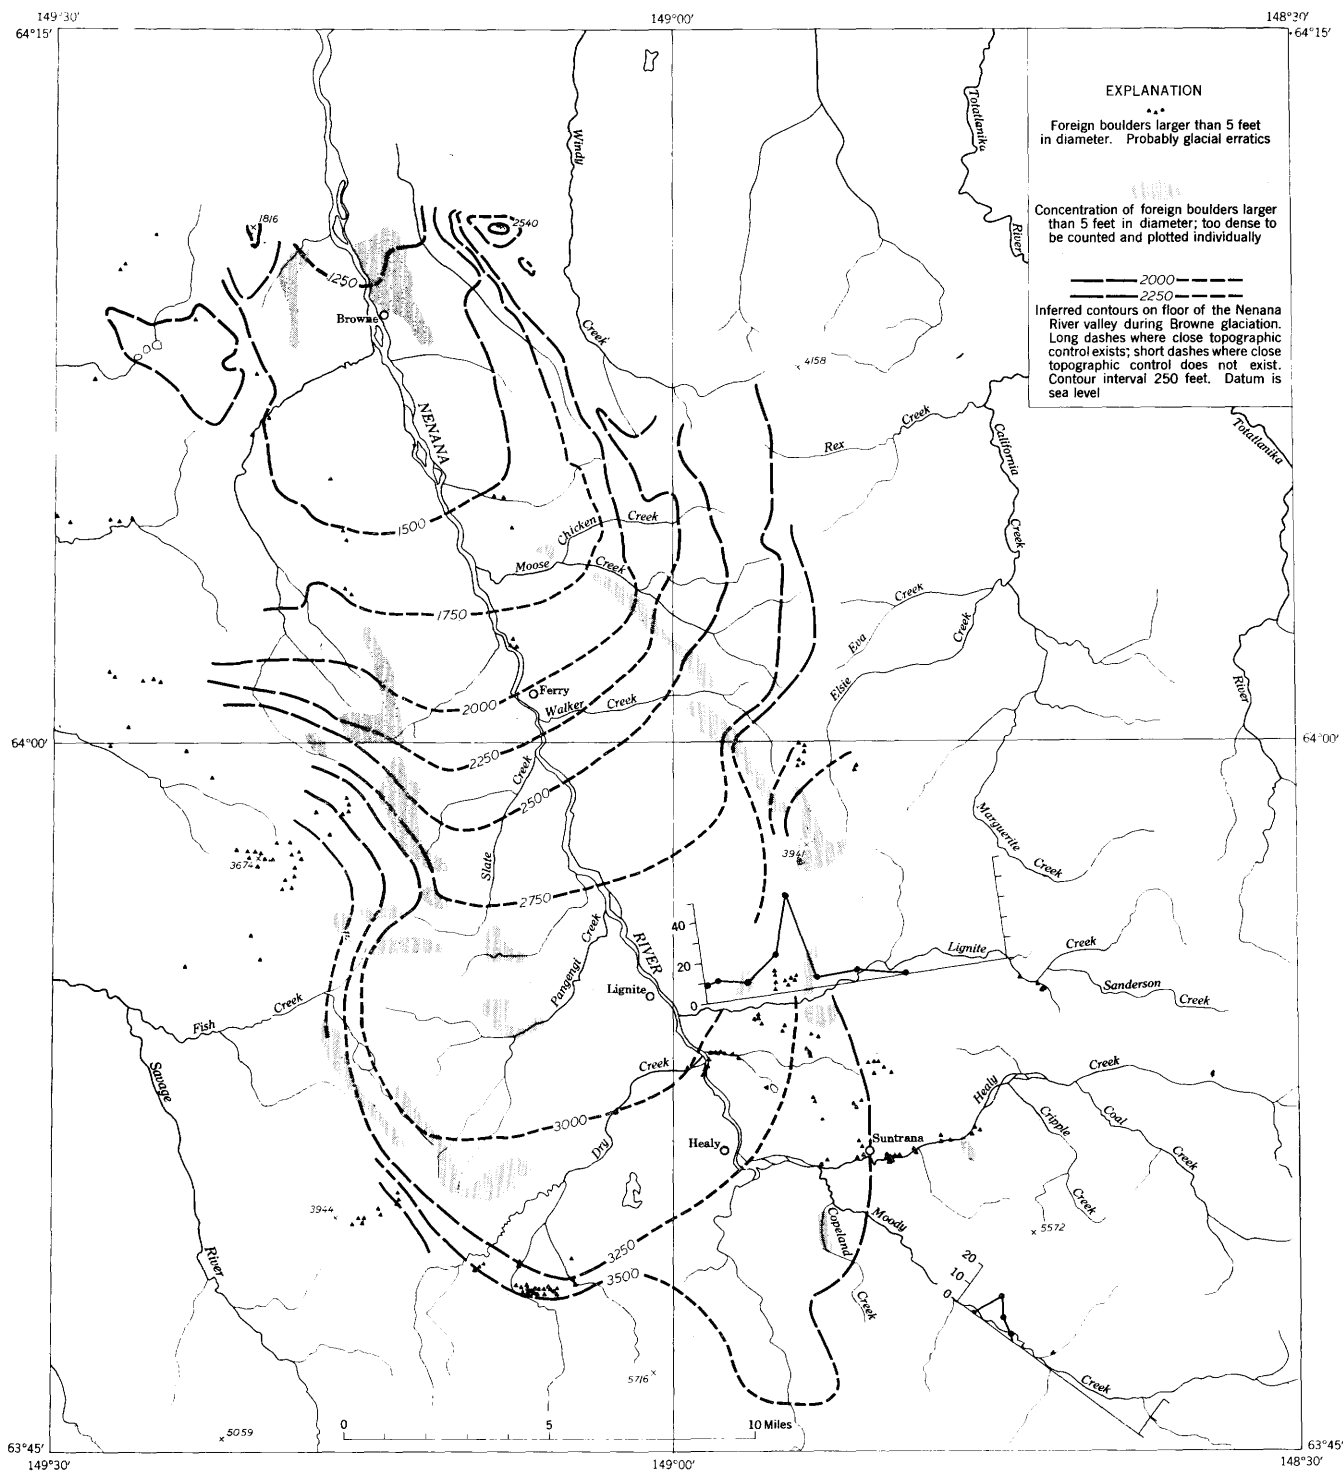 149°30'
149°00'
148°30'
64°15'
64°15'
EXPLANATION
Foreign boulders larger than 5 feet
in diameter. Probably glacial erratics
Concentration of foreign boulders larger
than 5 feet in diameter; too dense to
be counted and plotted individually
2000
2250
Inferred contours on floor of the Nenana
River valley during Browne glaciation.
Long dashes where close topographic
control exists; short dashes where close
topographic control does not exist.
Contour interval 250 feet. Datum is
sea level
Totatlanika
River
Windy
Creek
1816
2540
1250
Browne
4158
NENANA
Rex Creek
California
Creek
Totatlanika
River
1500
Chicken Creek
Moose Creek
1750
Eva Creek
Elsie Creek
Ferry
2000
Walker Creek
64°00'
64°00'
2250
Slate Creek
2500
Marguerite
Creek
3674
3941
2750
40
20
0
RIVER
Pangengi Creek
Lignite
Lignite Creek
Sanderson
Creek
Fish Creek
Savage
River
Creek
Dry
3000
Healy
Suntrana
Healy Creek
Cripple
Creek
Coal
Creek
3944
Copeland
Creek
Moody
Creek
5572
3250
3500
20
10
0
5716
5059
0 5 10 Miles
63°45'
63°45'
149°30'
149°00'
148°30'